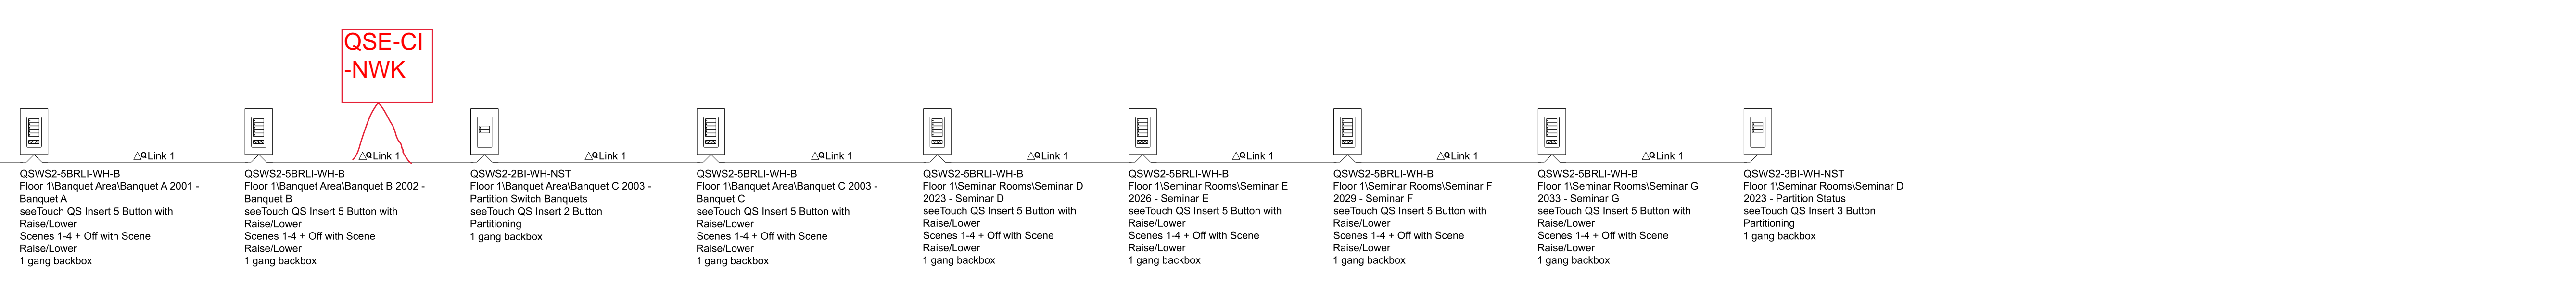 QSE-CI
-NWK
△QLink 1
△QLink 1
△QLink 1
△QLink 1
△QLink 1
△QLink 1
△QLink 1
△QLink 1
QSWS2-5BRLI-WH-B
Floor 1\Banquet Area\Banquet A 2001 -
Banquet A
seeTouch QS Insert 5 Button with
Raise/Lower
Scenes 1-4 + Off with Scene
Raise/Lower
1 gang backbox
QSWS2-5BRLI-WH-B
Floor 1\Banquet Area\Banquet B 2002 -
Banquet B
seeTouch QS Insert 5 Button with
Raise/Lower
Scenes 1-4 + Off with Scene
Raise/Lower
1 gang backbox
QSWS2-2BI-WH-NST
Floor 1\Banquet Area\Banquet C 2003 -
Partition Switch Banquets
seeTouch QS Insert 2 Button
Partitioning
1 gang backbox
QSWS2-5BRLI-WH-B
Floor 1\Banquet Area\Banquet C 2003 -
Banquet C
seeTouch QS Insert 5 Button with
Raise/Lower
Scenes 1-4 + Off with Scene
Raise/Lower
1 gang backbox
QSWS2-5BRLI-WH-B
Floor 1\Seminar Rooms\Seminar D
2023 - Seminar D
seeTouch QS Insert 5 Button with
Raise/Lower
Scenes 1-4 + Off with Scene
Raise/Lower
1 gang backbox
QSWS2-5BRLI-WH-B
Floor 1\Seminar Rooms\Seminar E
2026 - Seminar E
seeTouch QS Insert 5 Button with
Raise/Lower
Scenes 1-4 + Off with Scene
Raise/Lower
1 gang backbox
QSWS2-5BRLI-WH-B
Floor 1\Seminar Rooms\Seminar F
2029 - Seminar F
seeTouch QS Insert 5 Button with
Raise/Lower
Scenes 1-4 + Off with Scene
Raise/Lower
1 gang backbox
QSWS2-5BRLI-WH-B
Floor 1\Seminar Rooms\Seminar G
2033 - Seminar G
seeTouch QS Insert 5 Button with
Raise/Lower
Scenes 1-4 + Off with Scene
Raise/Lower
1 gang backbox
QSWS2-3BI-WH-NST
Floor 1\Seminar Rooms\Seminar D
2023 - Partition Status
seeTouch QS Insert 3 Button
Partitioning
1 gang backbox